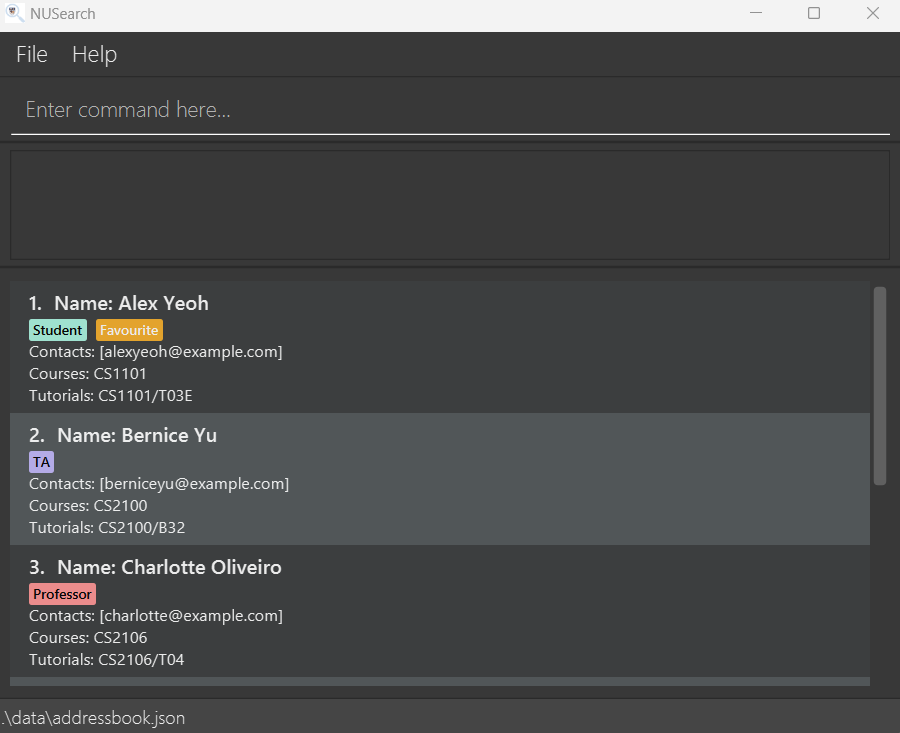 NUSearch
File Help
Enter command here...
1. Name: Alex Yeoh
Student Favourite
Contacts: [alexyeoh@example.com]
Courses: CS1101
Tutorials: CS1101/T03E
2. Name: Bernice Yu
TA
Contacts: [berniceyu@example.com]
Courses: CS2100
Tutorials: CS2100/B32
3. Name: Charlotte Oliveiro
Professor
Contacts: [charlotte@example.com]
Courses: CS2106
Tutorials: CS2106/T04
.\data\addressbook.json